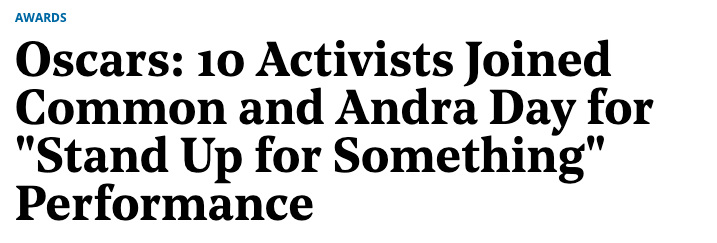 AWARDS
Oscars: 10 Activists Joined
Common and Andra Day for
"Stand Up for Something"
Performance